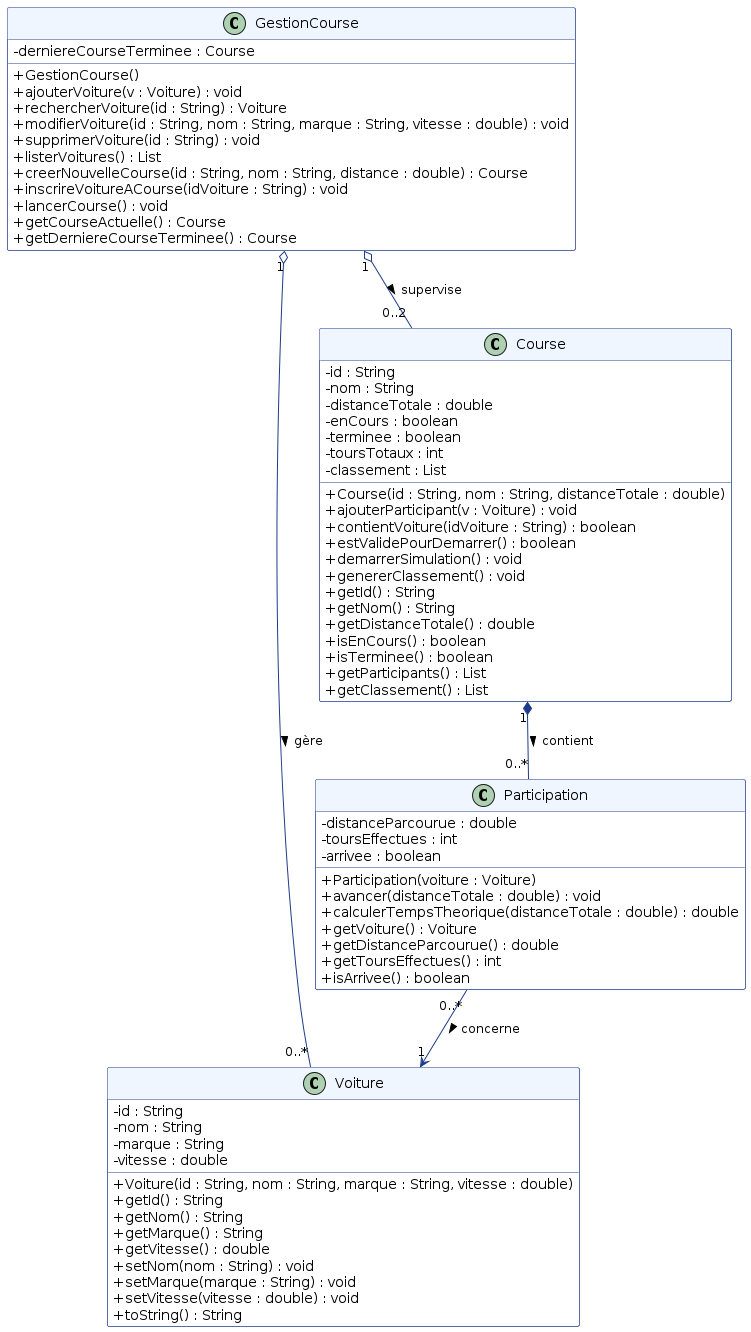 C GestionCourse
-derniereCourseTerminee : Course
+GestionCourse()
+ajouterVoiture(v : Voiture) : void
+rechercherVoiture(id : String) : Voiture
+modifierVoiture(id : String, nom : String, marque : String, vitesse : double) : void
+supprimerVoiture(id : String) : void
+listerVoitures() : List
+creerNouvelleCourse(id : String, nom : String, distance : double) : Course
+inscrireVoitureACourse(idVoiture : String) : void
+lancerCourse() : void
+getCourseActuelle() : Course
+getDerniereCourseTerminee() : Course
1
1
supervise
0..2
C Course
-id : String
-nom : String
-distanceTotale : double
-enCours : boolean
-terminee : boolean
-toursTotaux : int
-classement : List
+Course(id : String, nom : String, distanceTotale : double)
+ajouterParticipant(v : Voiture) : void
+contientVoiture(idVoiture : String) : boolean
+estValidePourDemarrer() : boolean
+demarrerSimulation() : void
+genererClassement() : void
+getId() : String
+getNom() : String
+getDistanceTotale() : double
+isEnCours() : boolean
+isTerminee() : boolean
+getParticipants() : List
+getClassement() : List
1
gère
contient
0..*
C Participation
-distanceParcourue : double
-toursEffectues : int
-arrivee : boolean
+Participation(voiture : Voiture)
+avancer(distanceTotale : double) : void
+calculerTempsTheorique(distanceTotale : double) : double
+getVoiture() : Voiture
+getDistanceParcourue() : double
+getToursEffectues() : int
+isArrivee() : boolean
0..*
concerne
0..*
1
C Voiture
-id : String
-nom : String
-marque : String
-vitesse : double
+Voiture(id : String, nom : String, marque : String, vitesse : double)
+getId() : String
+getNom() : String
+getMarque() : String
+getVitesse() : double
+setNom(nom : String) : void
+setMarque(marque : String) : void
+setVitesse(vitesse : double) : void
+toString() : String